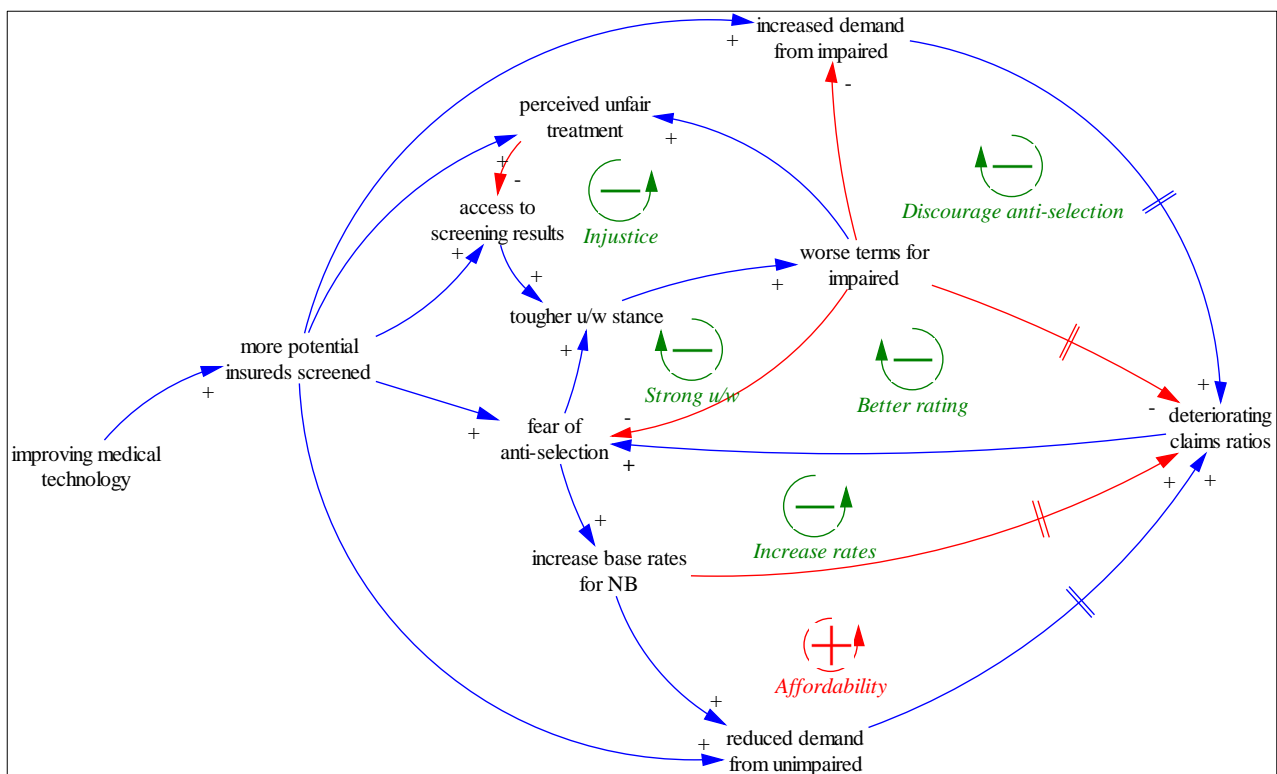 increased demand
from impaired
+
-
perceived unfair
treatment
+
+
-
Discourage anti-selection
access to
screening results
Injustice
+
+
worse terms for
impaired
+
tougher u/w stance
+
more potential
insureds screened
+
Strong u/w
Better rating
+
-
-
+
deteriorating
claims ratios
fear of
anti-selection
+
+
improving medical
technology
+
+
+
Increase rates
increase base rates
for NB
Affordability
+
+
reduced demand
from unimpaired